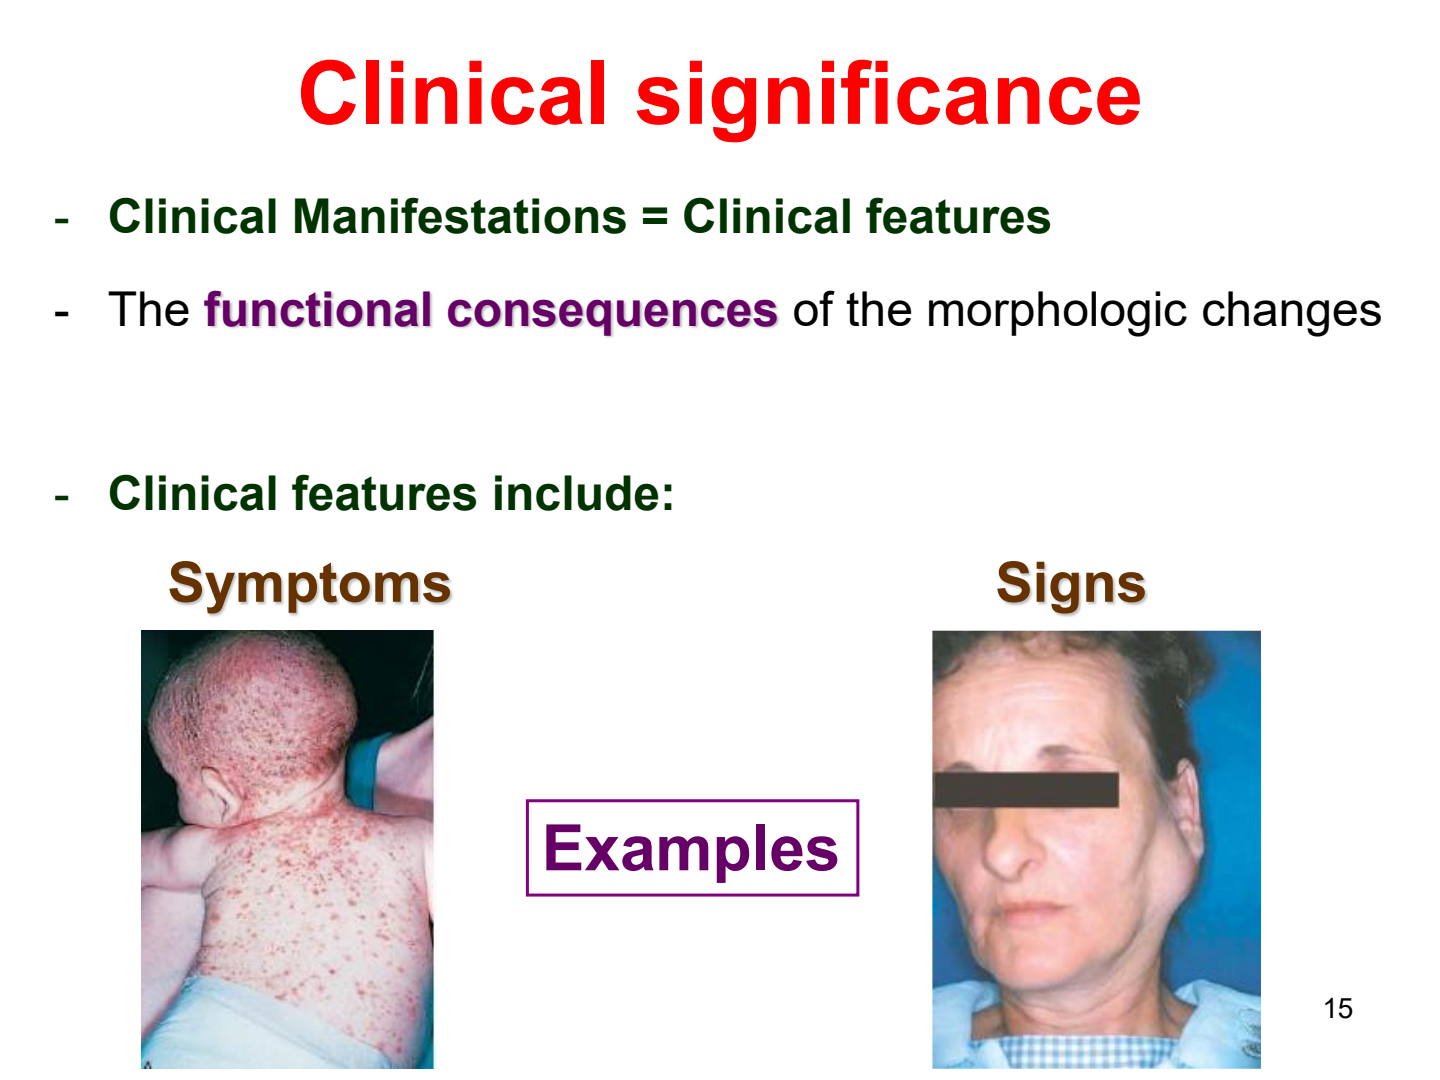 Clinical significance
- Clinical Manifestations = Clinical features
- The functional consequences of the morphologic changes
- Clinical features include:
Symptoms
Signs
Examples
15